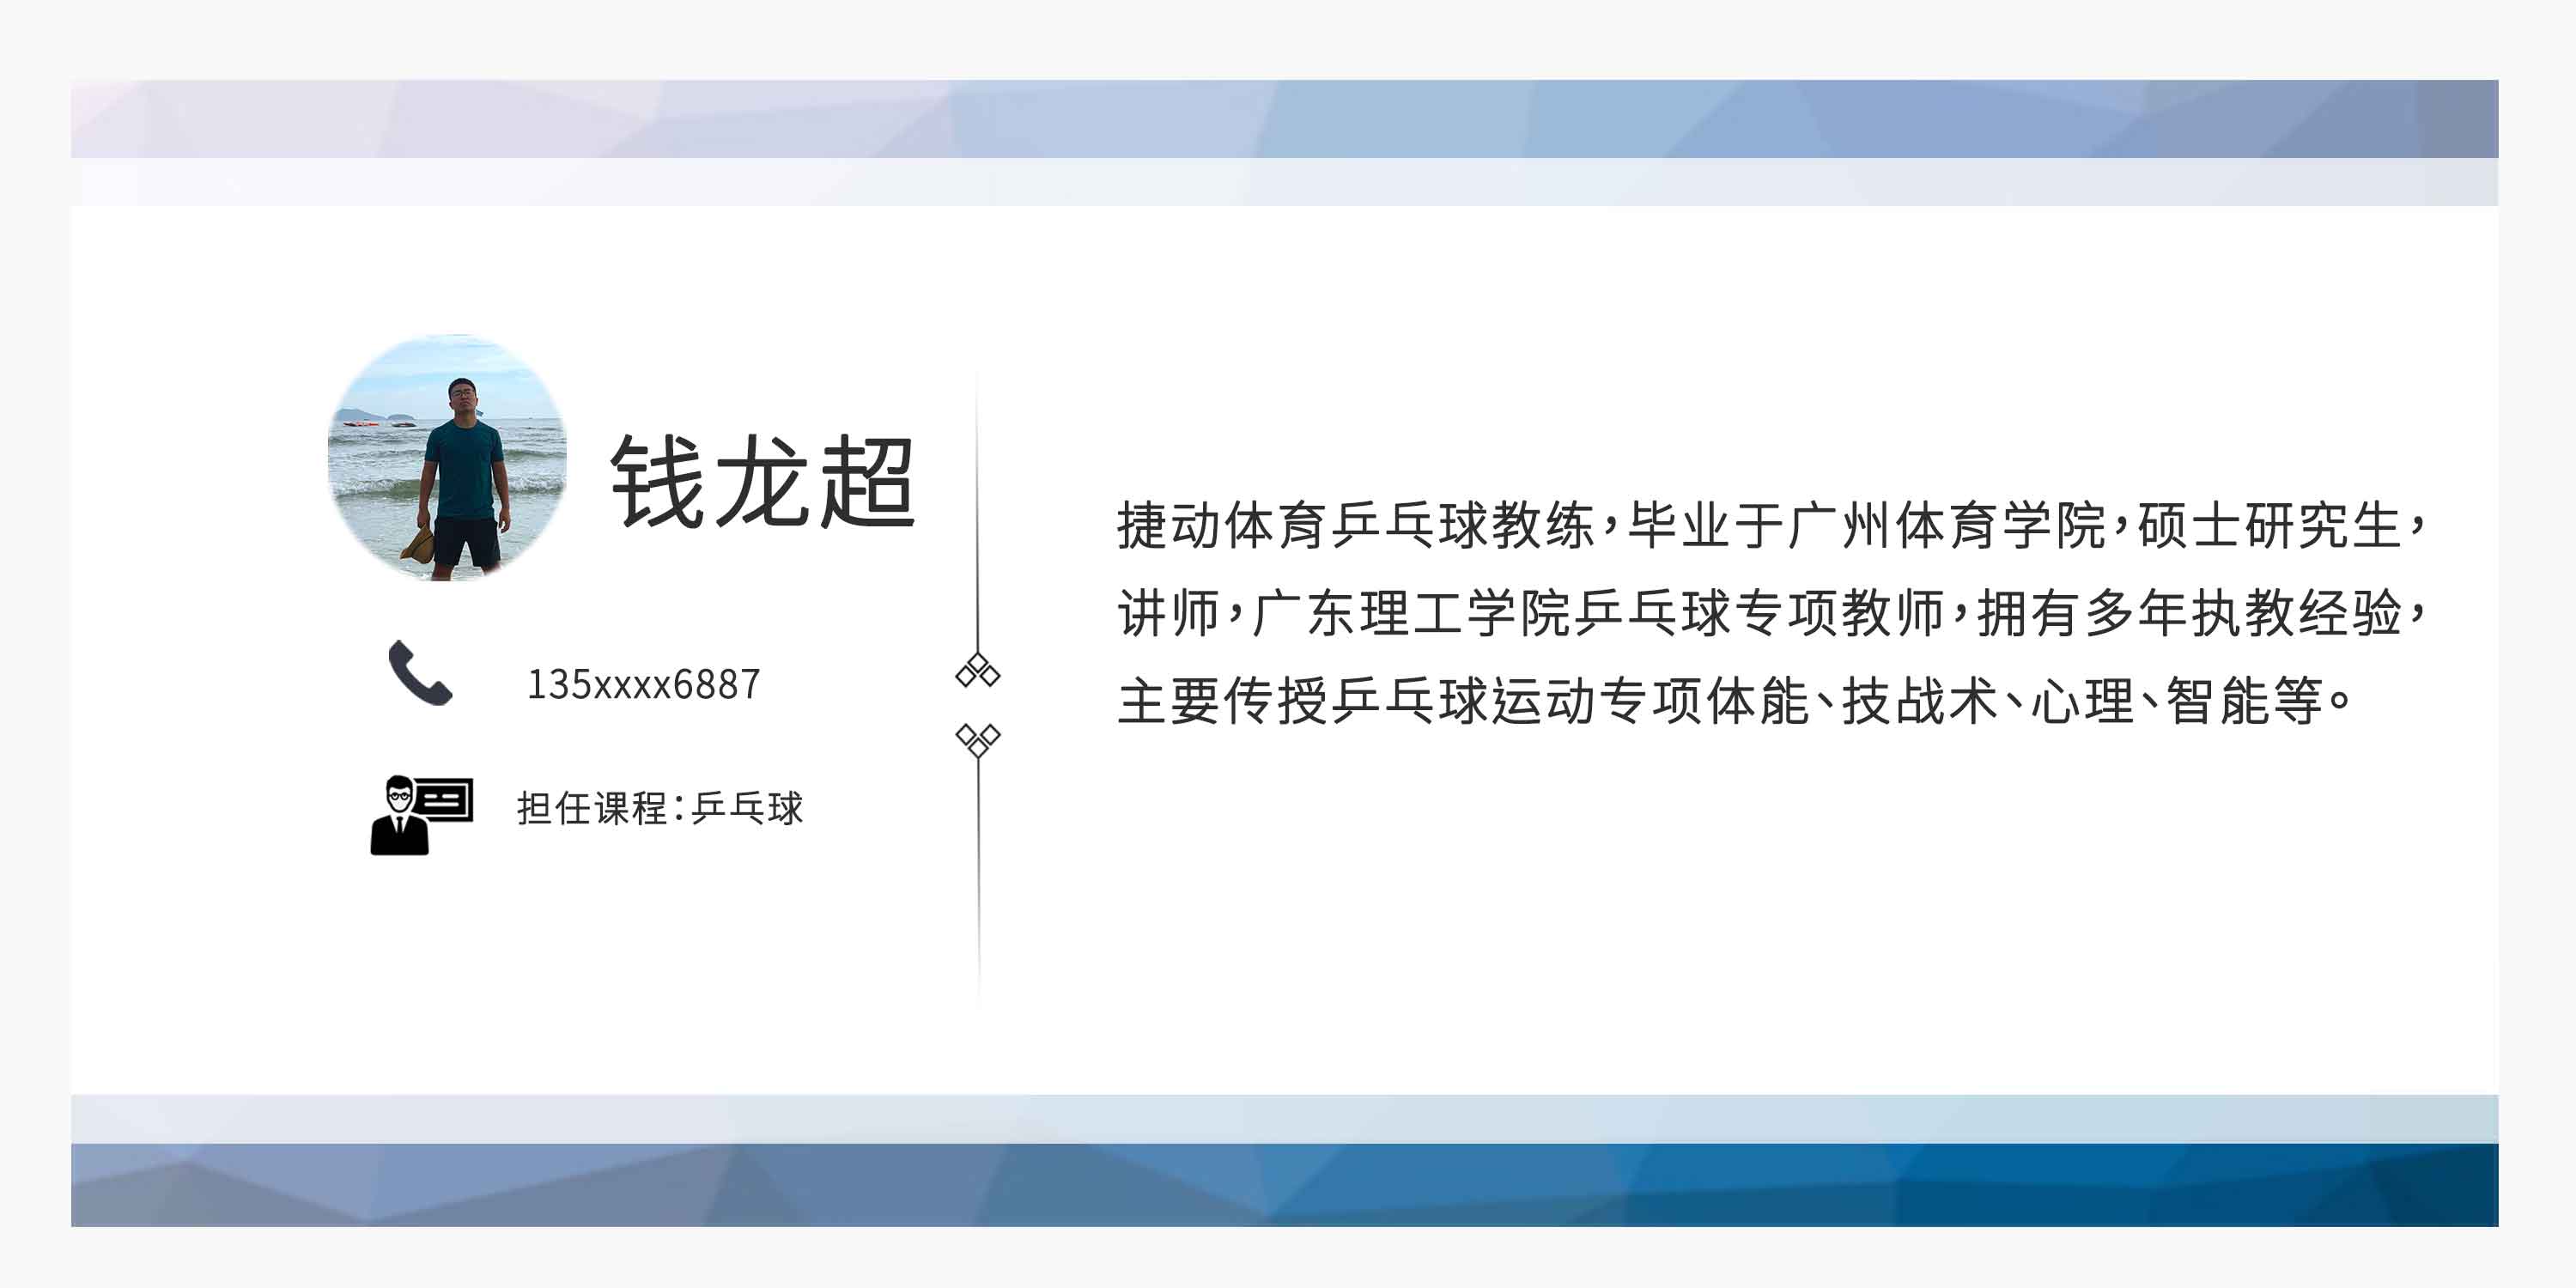 钱龙超
135xxxx6887
担任课程：乒乓球
捷动体育乒乓球教练，毕业于广州体育学院，硕士研究生，
讲师，广东理工学院乒乓球专项教师，拥有多年执教经验，
主要传授乒乓球运动专项体能、技战术、心理、智能等。